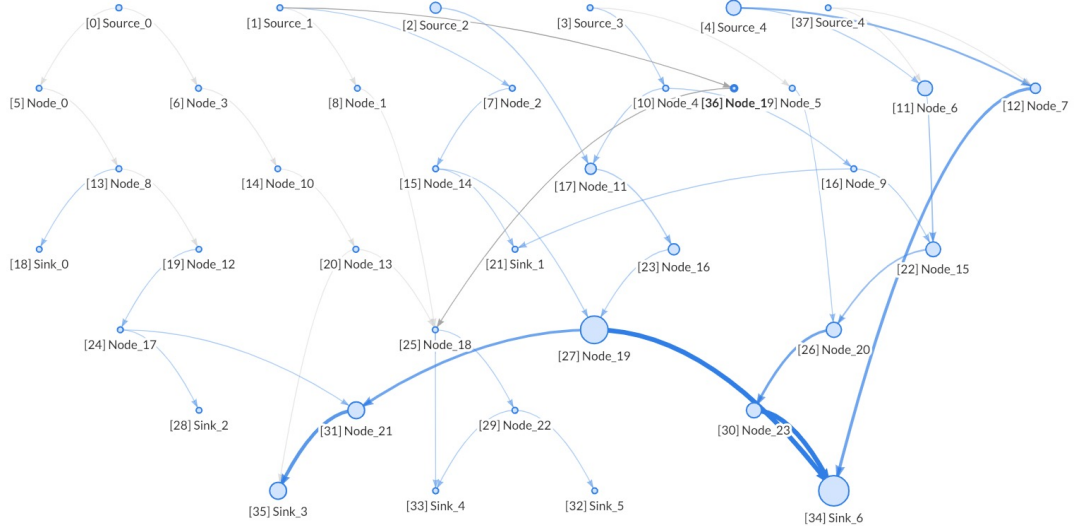 [0] Source_0
[1] Source_1
[2] Source_2
[3] Source_3
[4] Source_4
[37] Source_4
[5] Node_0
[6] Node_3
[8] Node_1
[7] Node_2
[10] Node_4
[36] Node_1
9] Node_5
[11] Node_6
[12] Node_7
[13] Node_8
[14] Node_10
[15] Node_14
[17] Node_11
[16] Node_9
[18] Sink_0
[19] Node_12
[20] Node_13
[21] Sink_1
[23] Node_16
[22] Node_15
[24] Node_17
[25] Node_18
[27] Node_19
[26] Node_20
[28] Sink_2
[31] Node_21
[29] Node_22
[30] Node_23
[35] Sink_3
[33] Sink_4
[32] Sink_5
[34] Sink_6